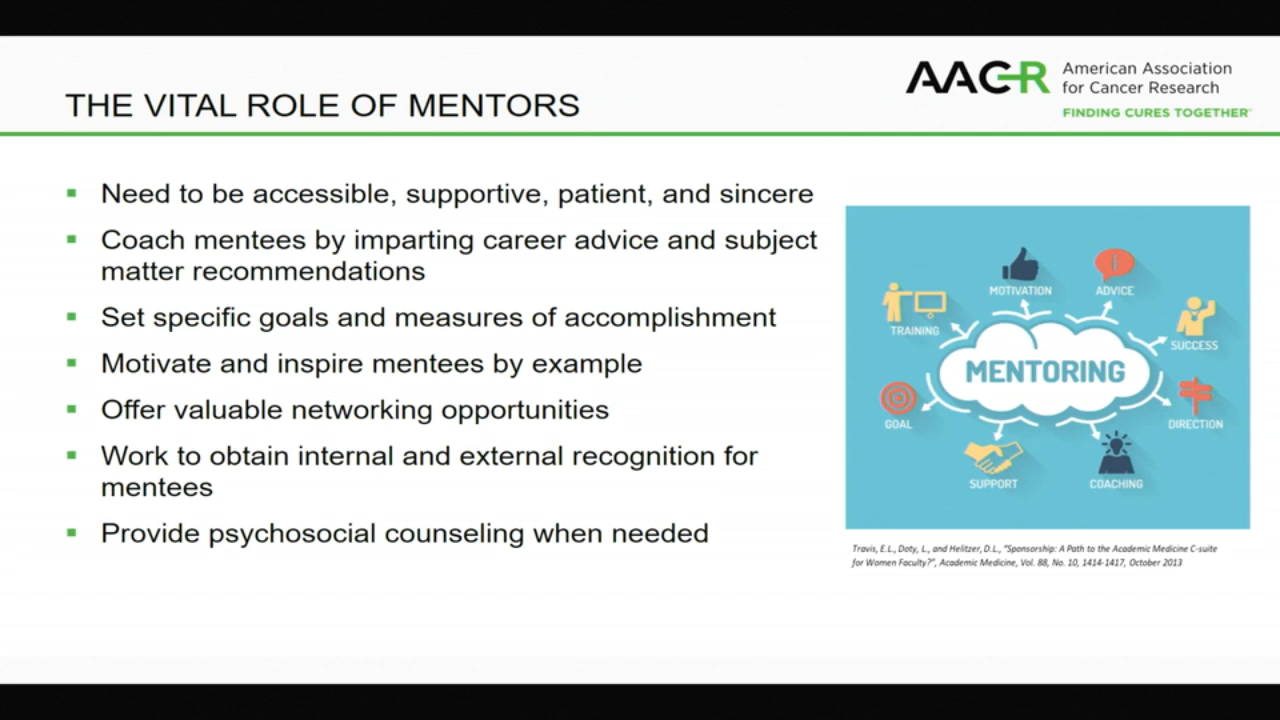 THE VITAL ROLE OF MENTORS
AACR
American Association
for Cancer Research
FINDING CURES TOGETHER
Need to be accessible, supportive, patient, and sincere
Coach mentees by imparting career advice and subject
matter recommendations
Set specific goals and measures of accomplishment
Motivate and inspire mentees by example
Offer valuable networking opportunities
Work to obtain internal and external recognition for
mentees
Provide psychosocial counseling when needed
MOTIVATION
ADVICE
TRAINING
SUCCESS
MENTORING
GOAL
DIRECTION
SUPPORT
COACHING
Travis, E.L., Doty, L., and Helitzer, D.L., "Sponsorship: A Path to the Academic Medicine C-suite
for Women Faculty?", Academic Medicine, Vol. 88, No. 10, 1414-1417, October 2013